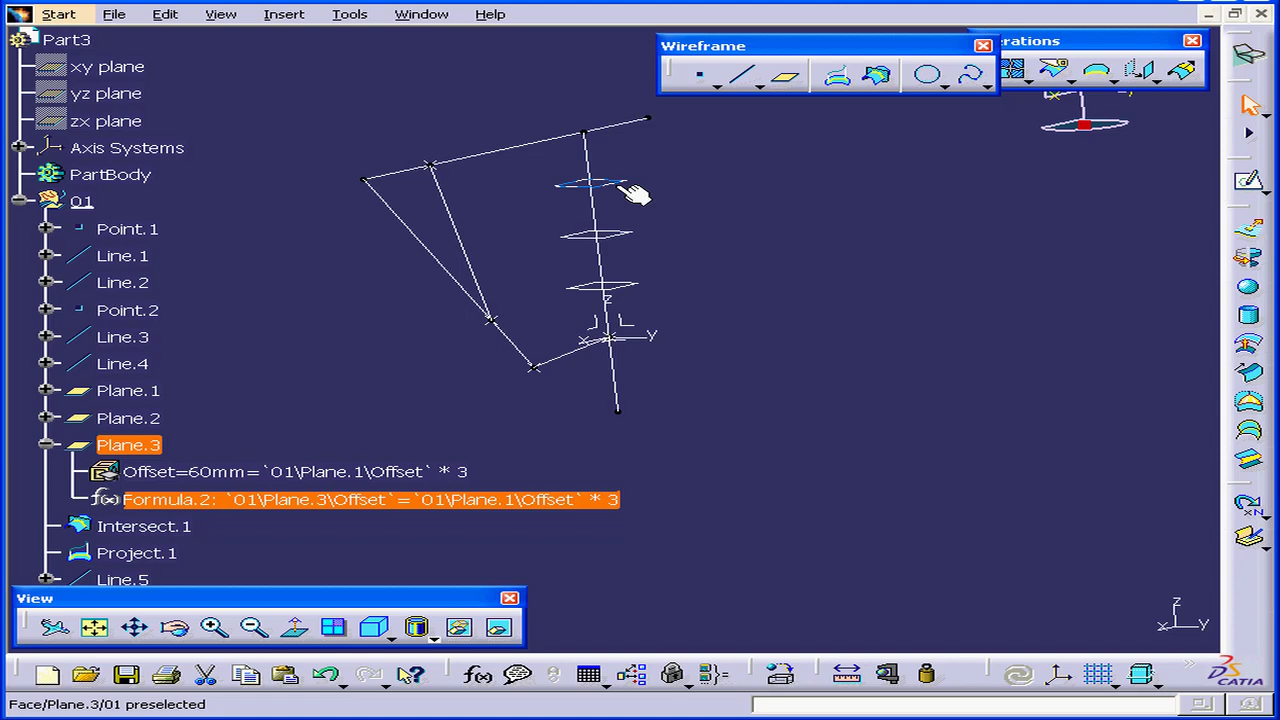 Start File Edit View Insert Tools Window Help
Part3
xy plane
yz plane
zx plane
Axis Systems
PartBody
01
Point.1
Line.1
Line.2
Point.2
Line.3
Line.4
Plane.1
Plane.2
Plane.3
Offset=60mm=`01\Plane.1\Offset` * 3
f(x) Formula.2: `01\Plane.3\Offset`=`01\Plane.1\Offset` * 3
Intersect.1
Project.1
Line.5
Wireframe
erations
z
x Y
View
z
x Y
f(x)
CATIA
Face/Plane.3/01 preselected